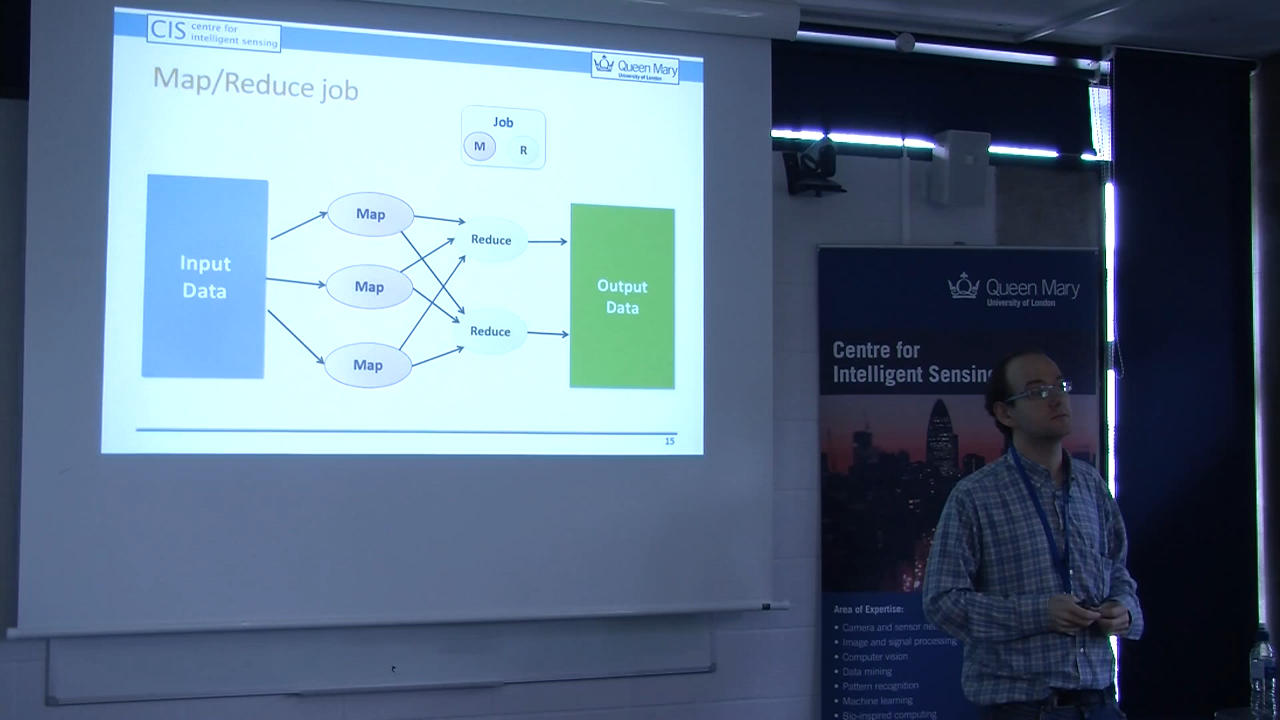 CIS centre for
intelligent sensing
Queen Mary
University of London
Map/Reduce job
Job
M
R
Input
Data
Map
Map
Map
Reduce
Reduce
Output
Data
15
Queen Mary
University of London
Centre for
Intelligent Sensing
Area of Expertise:
• Camera and sensor
• Image and signal processing
• Computer vision
• Data mining
• Pattern recognition
• Machine learning
• Bio-inspired computing